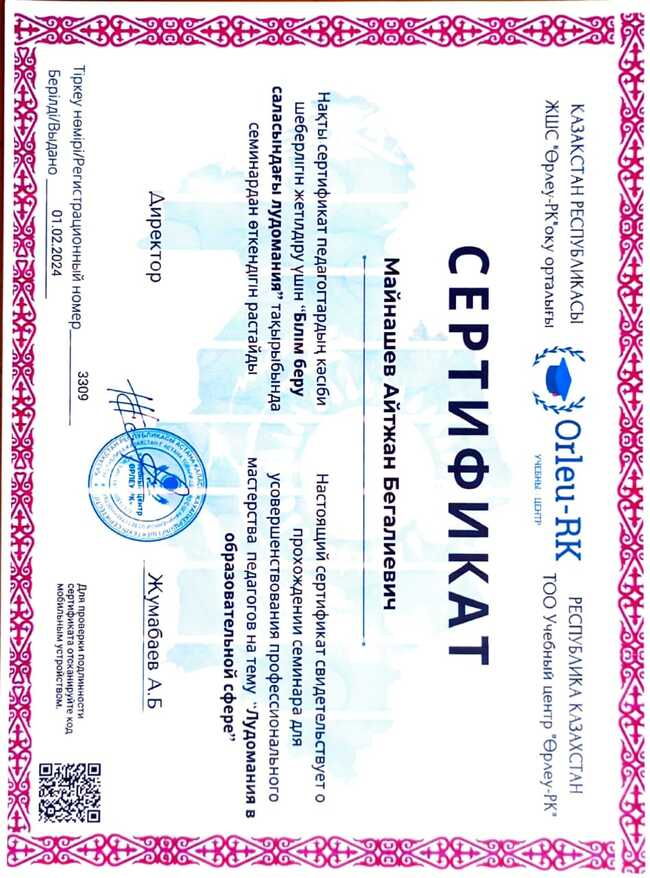 ҚАЗАҚСТАН РЕСПУБЛИКАСЫ
ЖШС "Өрлеу-РК"оқу орталығы
Orleu-RK
УЧЕБНЫ ЦЕНТР
РЕСПУБЛИКА КАЗАХСТАН
ТОО Учебный центр "Өрлеу-РК"
СЕРТИФИКАТ
Майнашев Айтжан Бегалиевич
Нақты сертификат педагогтардың кәсіби
шеберлігін жетілдіру үшін "Білім беру
саласындағы лудомания" тақырыбында
семинардан өткендігін растайды
Настоящий сертификат свидетельствует о
прохождении семинара для
усовершенствования профессионального
мастерства педагогов на тему "Лудомания в
образовательной сфере"
Директор
Жумабаев А.Б
Тіркеу нөмірі/Регистрационный номер 3309
Берілді/Выдано 01.02.2024
Для проверки подлинности
сертификата отсканируйте код
мобильным устройством.